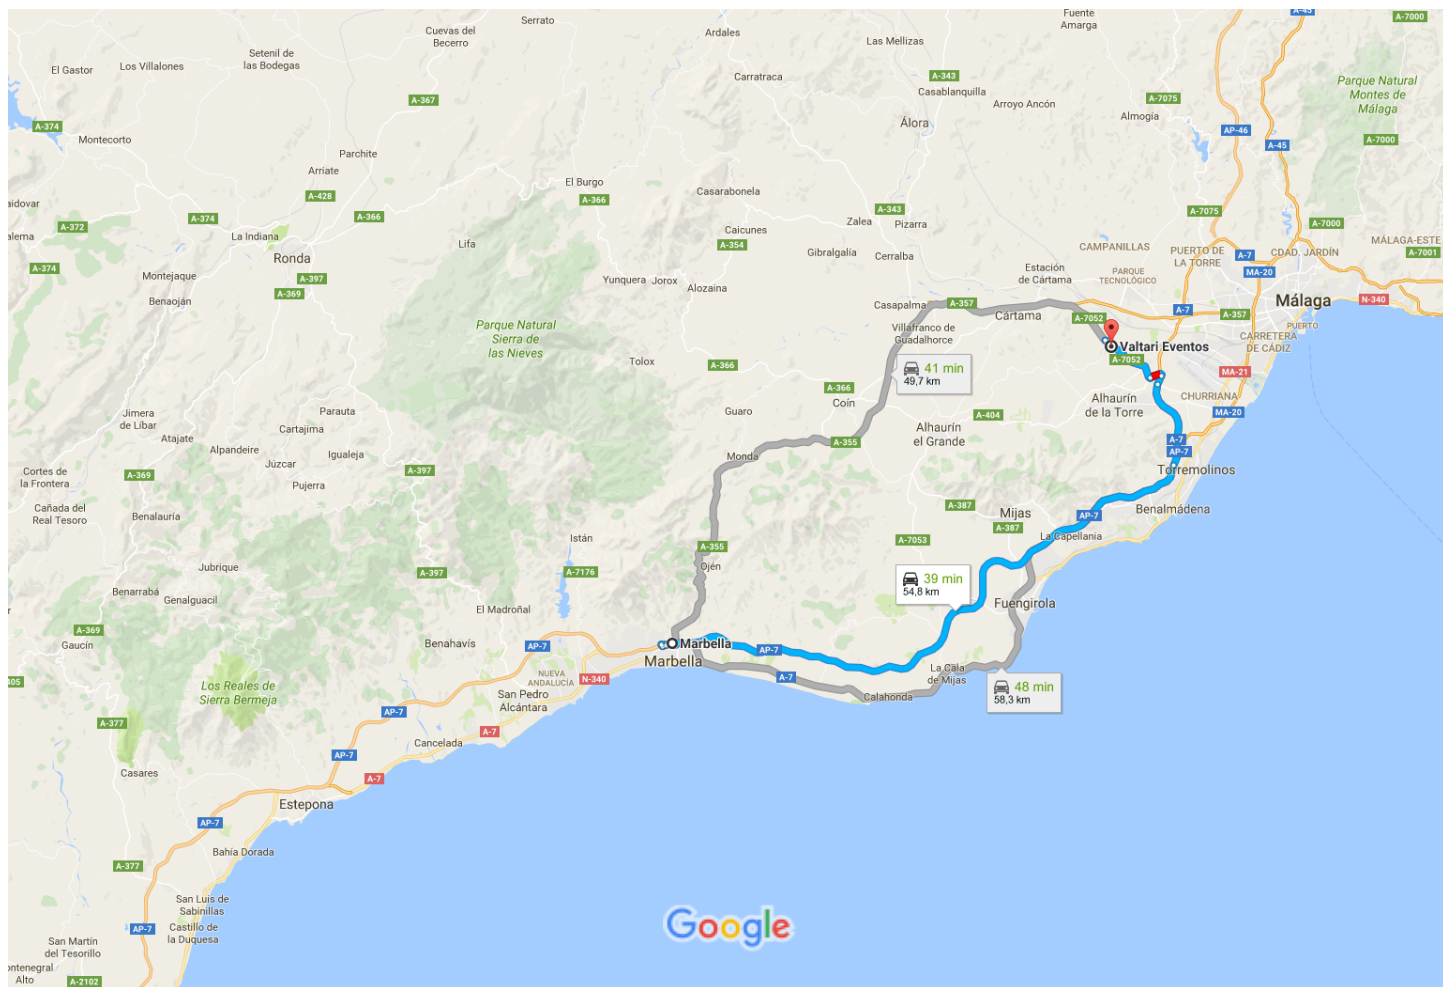 Serrato
Fuente
Amarga
A-45
A-7000
Cuevas del
Becerro
Ardales
Las Mellizas
Setenil de
las Bodegas
El Gastor
Los Villalones
Carratraca
A-343
Casablanquilla
Parque Natural
Montes de
Málaga
A-367
Arroyo Ancón
A-7075
Almogía
Álora
A-374
Montecorto
AP-46
A-45
A-7000
Parchite
Arriate
El Burgo
A-366
Casarabonela
A-428
A-374
A-366
A-343
Zalea
Pizarra
A-7075
A-7000
A-372
La Indiana
Ronda
Lifa
Caicunes
A-354
Gibralgalía
Cerralba
CAMPANILLAS
PUERTO DE
LA TORRE
A-7
CDAD. JARDÍN
MÁLAGA-ESTE
A-7001
A-374
Montejaque
A-397
A-369
Benaoján
Yunquera
Jorox
Alozaina
Estación
de Cártama
PARQUE
TECNOLÓGICO
MA-20
Málaga
N-340
Casapalma
A-357
Cártama
A-7052
A-7
A-357
PUERTO
Parque Natural
Sierra de
las Nieves
Villafranco de
Guadalhorce
Valtari Eventos
CARRETERA
DE CÁDIZ
Tolox
A-366
41 min
49,7 km
A-7052
MA-21
A-366
Coín
Alhaurín
de la Torre
CHURRIANA
MA-20
Jimera
de Líbar
Parauta
Cartajima
Guaro
A-404
Alhaurín
el Grande
Atajate
Alpandeire
Igualeja
Júzcar
Monda
A-355
A-7
AP-7
Torremolinos
Cortes de
la Frontera
A-369
A-397
Pujerra
Cañada del
Real Tesoro
Benalauría
A-387
Mijas
A-387
AP-7
Benalmádena
La Capellania
Istán
A-355
Ojén
A-7053
Jubrique
A-397
A-7176
39 min
54,8 km
Benarrabá
Genalguacil
El Madroñal
Fuengirola
A-369
Gaucín
Benahavís
AP-7
Marbella
Marbella
AP-7
A-7
La Cala
de Mijas
48 min
58,3 km
405
Los Reales de
Sierra Bermeja
NUEVA
ANDALUCÍA
N-340
San Pedro
Alcántara
Calahonda
A-377
AP-7
A-7
Cancelada
AP-7
Casares
A-7
Estepona
AP-7
Bahía Dorada
A-377
San Luis de
Sabinillas
Castillo de
la Duquesa
AP-7
San Martín
del Tesorillo
Alto
A-2102
Google